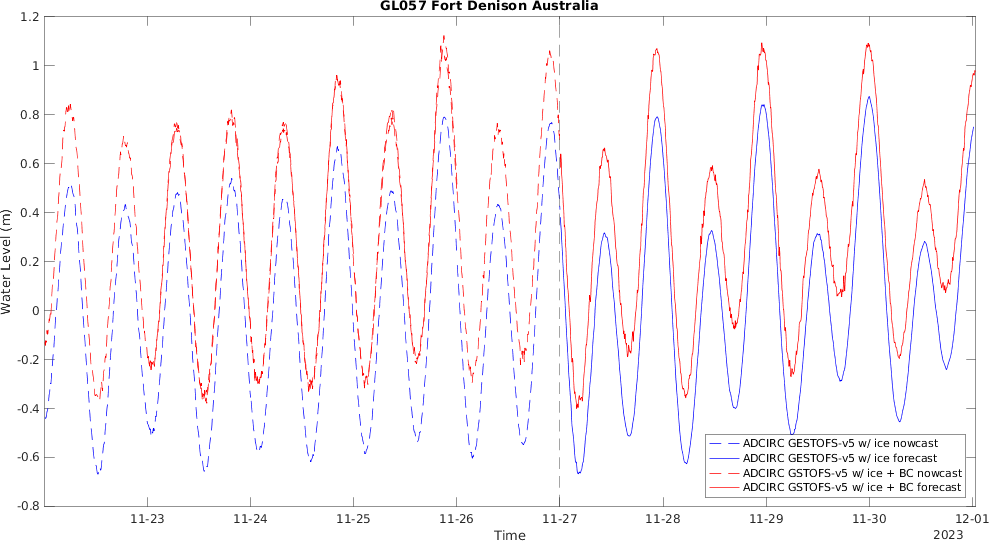 GL057 Fort Denison Australia
1.2
1
0.8
0.6
0.4
0.2
0
-0.2
-0.4
-0.6
-0.8
Water Level (m)
ADCIRC GESTOFS-v5 w/ ice nowcast
ADCIRC GESTOFS-v5 w/ ice forecast
ADCIRC GSTOFS-v5 w/ ice + BC nowcast
ADCIRC GSTOFS-v5 w/ ice + BC forecast
11-23 11-24 11-25 11-26 11-27 11-28 11-29 11-30 12-01
Time
2023